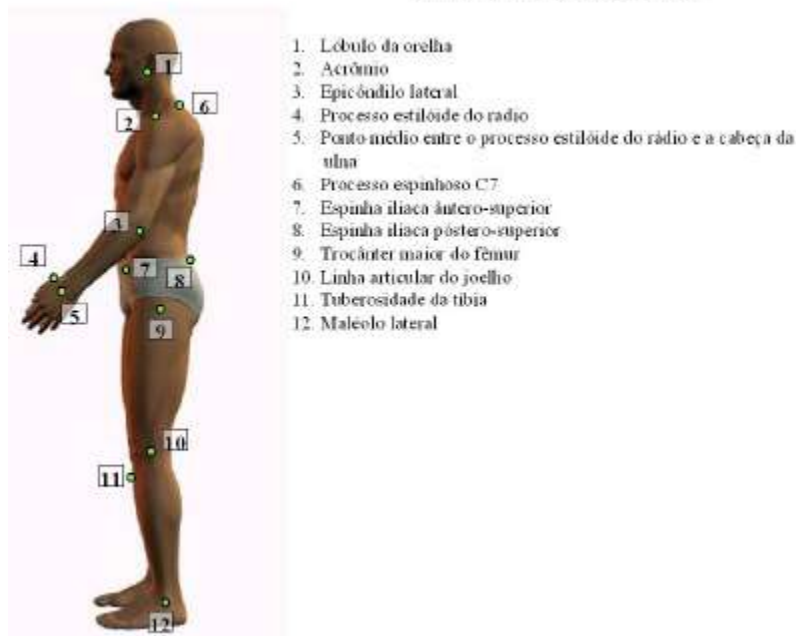 1. Lóbulo da orelha
2. Acrômio
3. Epicôndilo lateral
4. Processo estilóide do radio
5. Ponto médio entre o processo estilóide do rádio e a cabeça da
ulna
6. Processo espinhoso C7
7. Espinha iliaca ântero-superior
8. Espinha iliaca póstero-superior
9. Trocânter maior do fêmur
10. Linha articular do joelho
11. Tuberosidade da tibia
12. Maléolo lateral
1
6
2
3
4
7
8
5
9
10
11
12